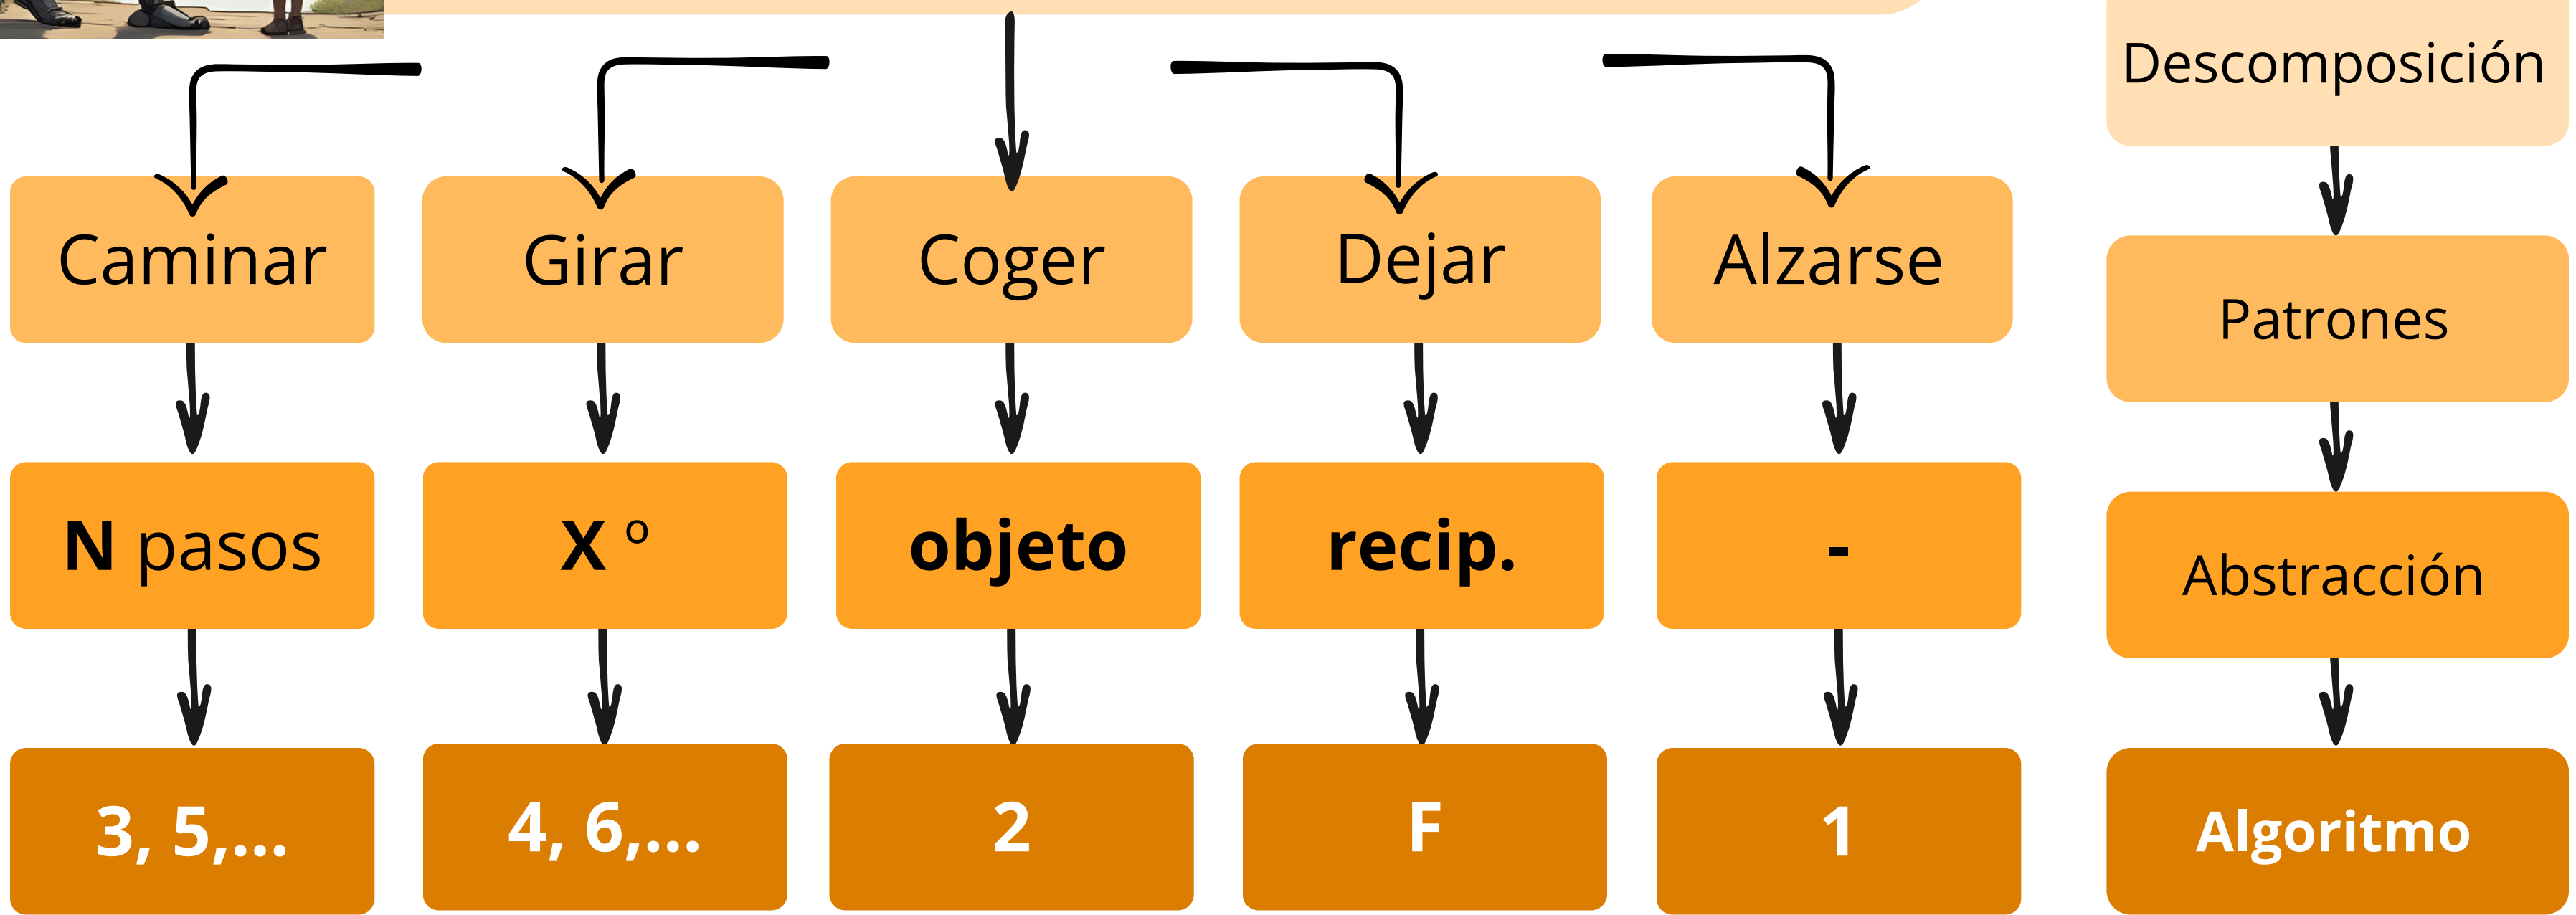 Descomposición
Caminar
Girar
Coger
Dejar
Alzarse
Patrones
N pasos
X º
objeto
recip.
-
Abstracción
3, 5,...
4, 6,...
2
F
1
Algoritmo